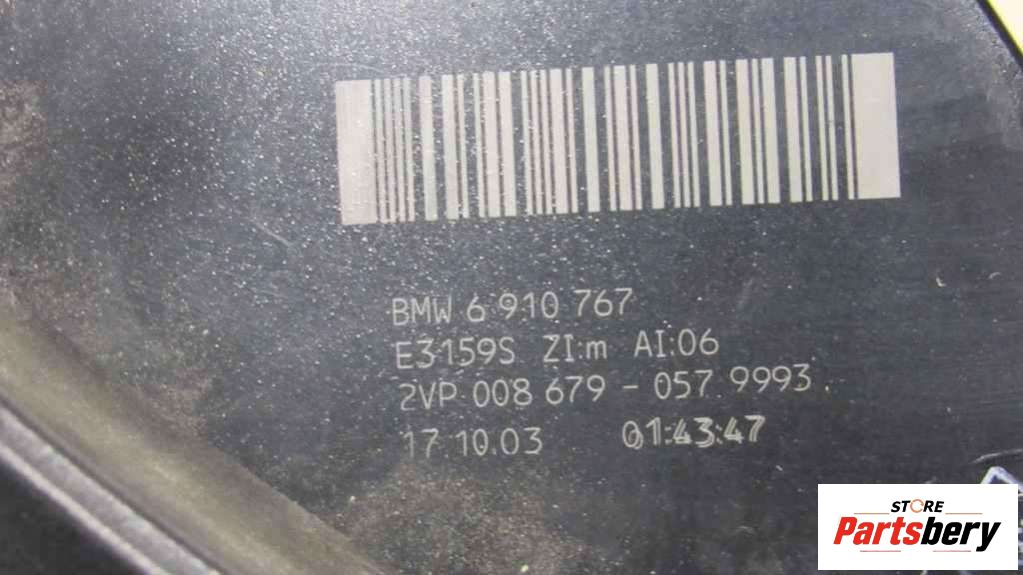 BMW 6 910 767
E3159S ZI:m AI:06
2VP 008 679 - 057 9993
17.10.03 01:43:47
STORE
Partsbery